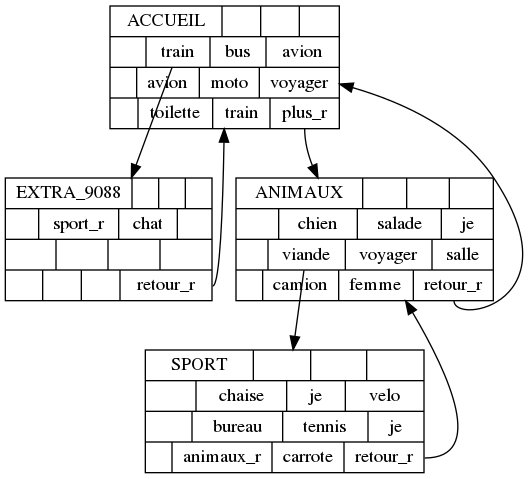 ACCUEIL
train bus avion
avion moto voyager
toilette train plus_r
EXTRA_9088
sport_r chat
retour_r
ANIMAUX
chien salade je
viande voyager salle
camion femme retour_r
SPORT
chaise je velo
bureau tennis je
animaux_r carrote retour_r